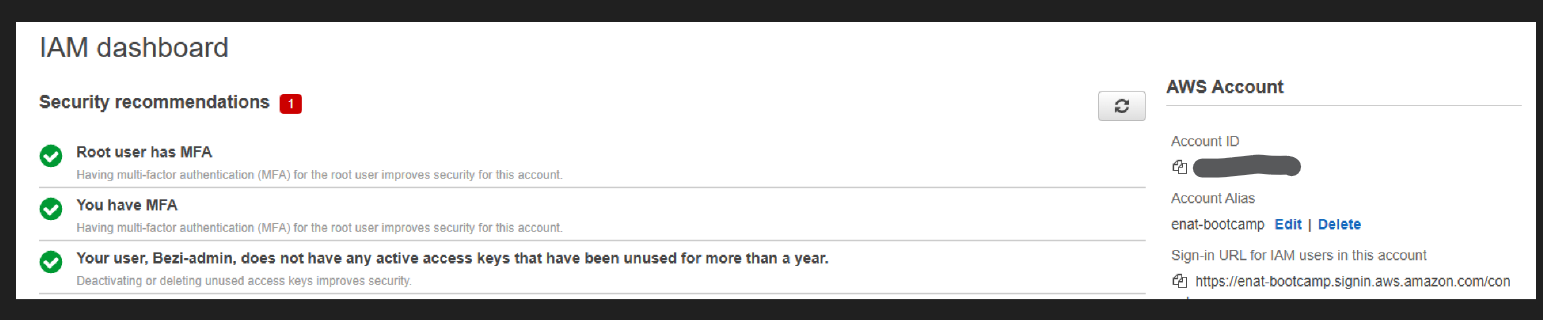 IAM dashboard
Security recommendations 1
Root user has MFA
Having multi-factor authentication (MFA) for the root user improves security for this account.
You have MFA
Having multi-factor authentication (MFA) for the root user improves security for this account.
Your user, Bezi-admin, does not have any active access keys that have been unused for more than a year.
Deactivating or deleting unused access keys improves security.
AWS Account
Account ID
Account Alias
enat-bootcamp Edit | Delete
Sign-in URL for IAM users in this account
https://enat-bootcamp.signin.aws.amazon.com/con